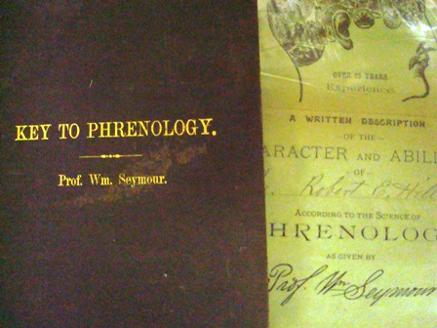 KEY TO PHRENOLOGY.
Prof. Wm. Seymour.
OVER 25 YEARS
Experience.
A WRITTEN DESCRIPTION
OF THE
ARACTER AND ABILI
OF
Robert E. Hill
ACCORDING TO THE SCIENCE OF
HRENOLOG
AS GIVEN BY
Prof. Wm Seymour